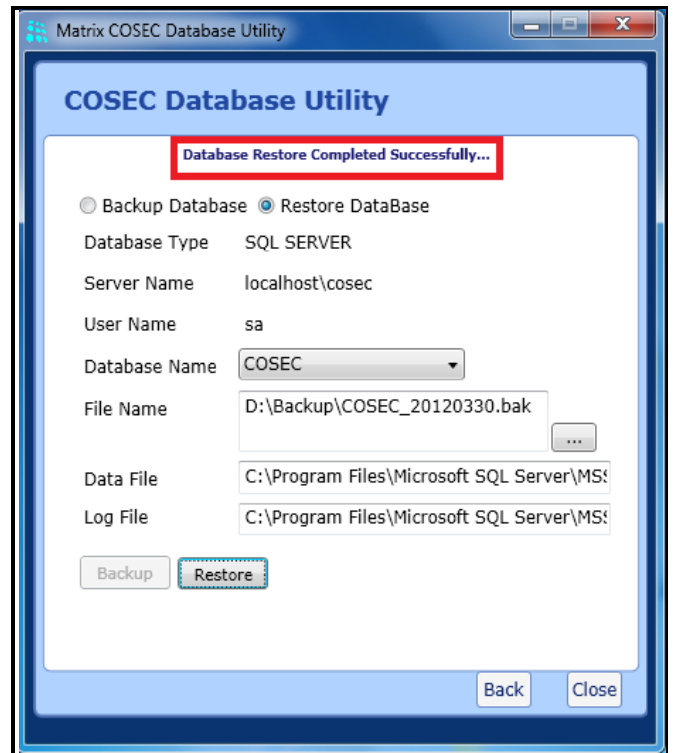 Matrix COSEC Database Utility
COSEC Database Utility
Database Restore Completed Successfully...
Backup Database Restore DataBase
Database Type SQL SERVER
Server Name localhost\cosec
User Name sa
Database Name COSEC
File Name D:\Backup\COSEC_20120330.bak
...
Data File C:\Program Files\Microsoft SQL Server\MS
Log File C:\Program Files\Microsoft SQL Server\MS
Backup Restore
Back Close